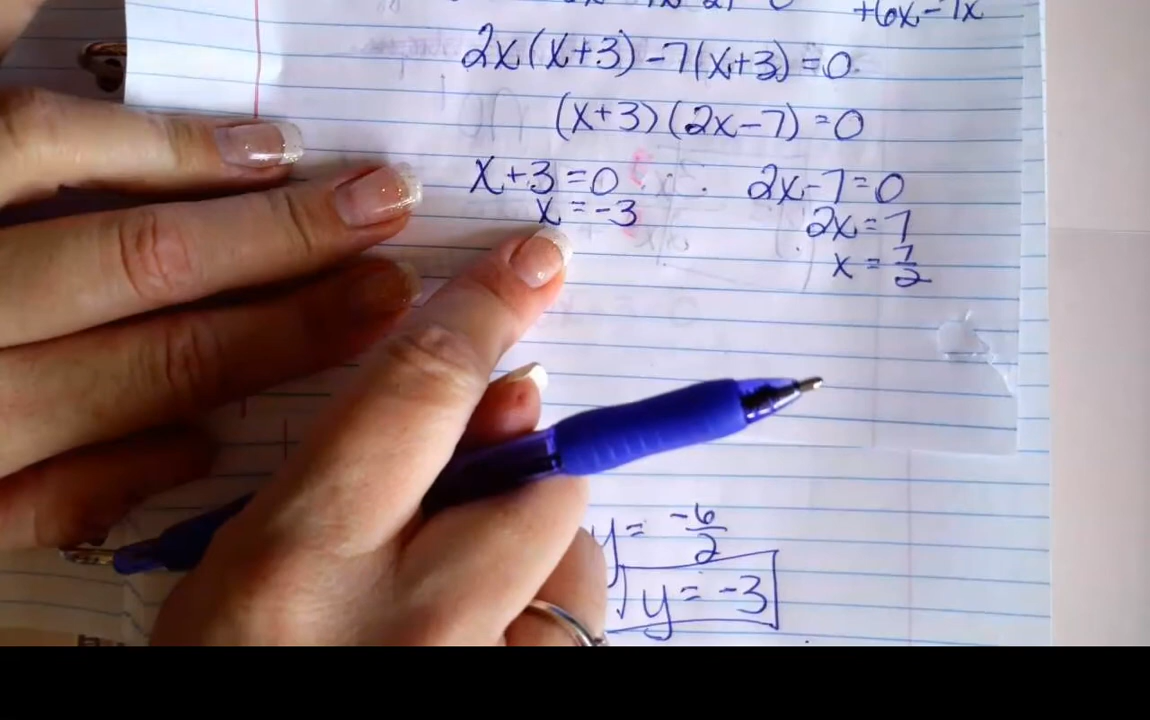 +6x-7x
2x(x+3)-7(x+3)=0
(x+3)(2x-7)=0
x+3=0 2x-7=0
x=-3 2x=7
x=7/2
y=-6/2
y=-3